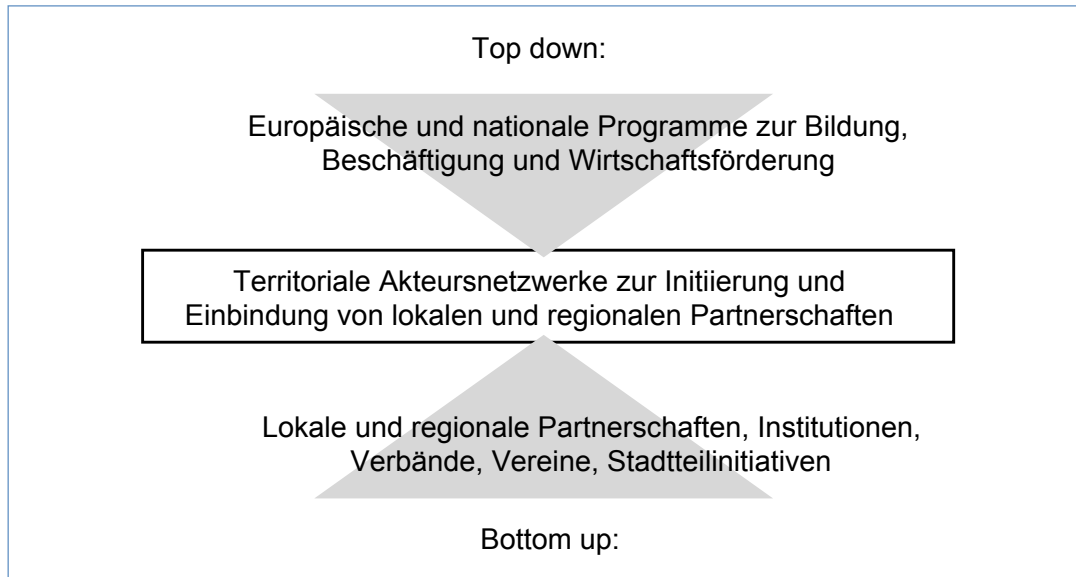 Top down:
Europäische und nationale Programme zur Bildung,
Beschäftigung und Wirtschaftsförderung
Territoriale Akteursnetzwerke zur Initiierung und
Einbindung von lokalen und regionalen Partnerschaften
Lokale und regionale Partnerschaften, Institutionen,
Verbände, Vereine, Stadtteilinitiativen
Bottom up: